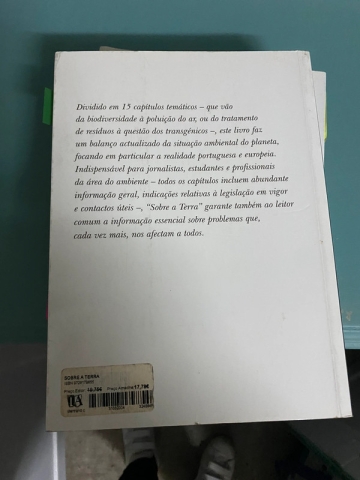 Dividido em 15 capítulos temáticos – que vão
da biodiversidade à poluição do ar, ou do tratamento
de resíduos à questão dos transgénicos –, este livro faz
um balanço actualizado da situação ambiental do planeta,
focando em particular a realidade portuguesa e europeia.
Indispensável para jornalistas, estudantes e profissionais
da área do ambiente – todos os capítulos incluem abundante
informação geral, indicações relativas à legislação em vigor
e contactos úteis –, "Sobre a Terra" garante também ao leitor
comum a informação essencial sobre problemas que,
cada vez mais, nos afectam a todos.
SOBRE A TERRA
17,76€